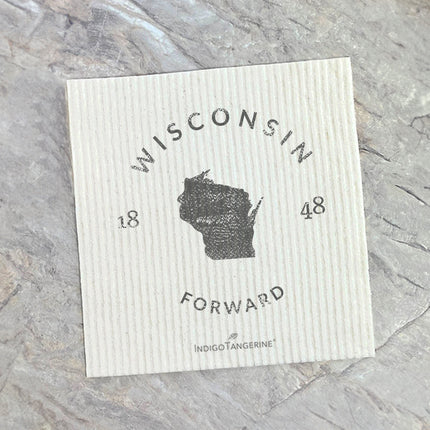 WISCONSIN
18 48
FORWARD
INDIGOTANGERINE®